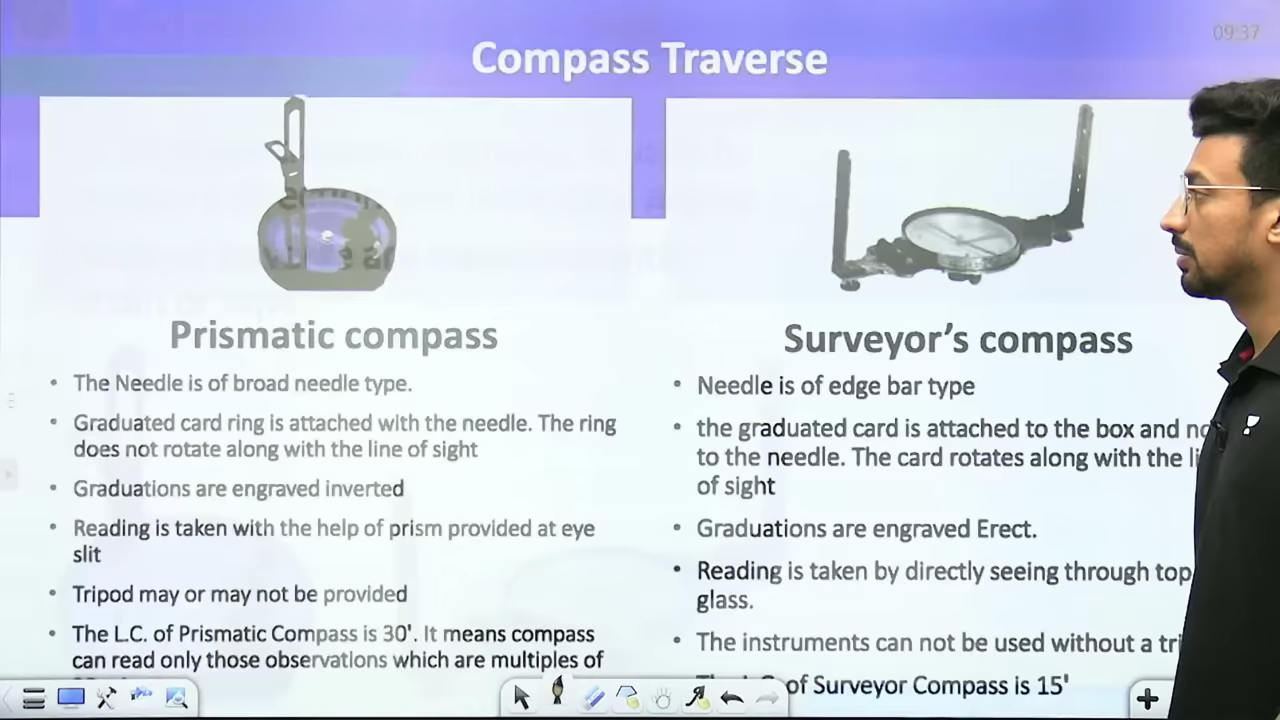 09:37
Compass Traverse
Prismatic compass
• The Needle is of broad needle type.
• Graduated card ring is attached with the needle. The ring
does not rotate along with the line of sight
• Graduations are engraved inverted
• Reading is taken with the help of prism provided at eye
slit
• Tripod may or may not be provided
• The L.C. of Prismatic Compass is 30'. It means compass
can read only those observations which are multiples of
Surveyor's compass
• Needle is of edge bar type
• the graduated card is attached to the box and
to the needle. The card rotates along with the
of sight
• Graduations are engraved Erect.
• Reading is taken by directly seeing through top
glass.
• The instruments can not be used without a
of Surveyor Compass is 15'